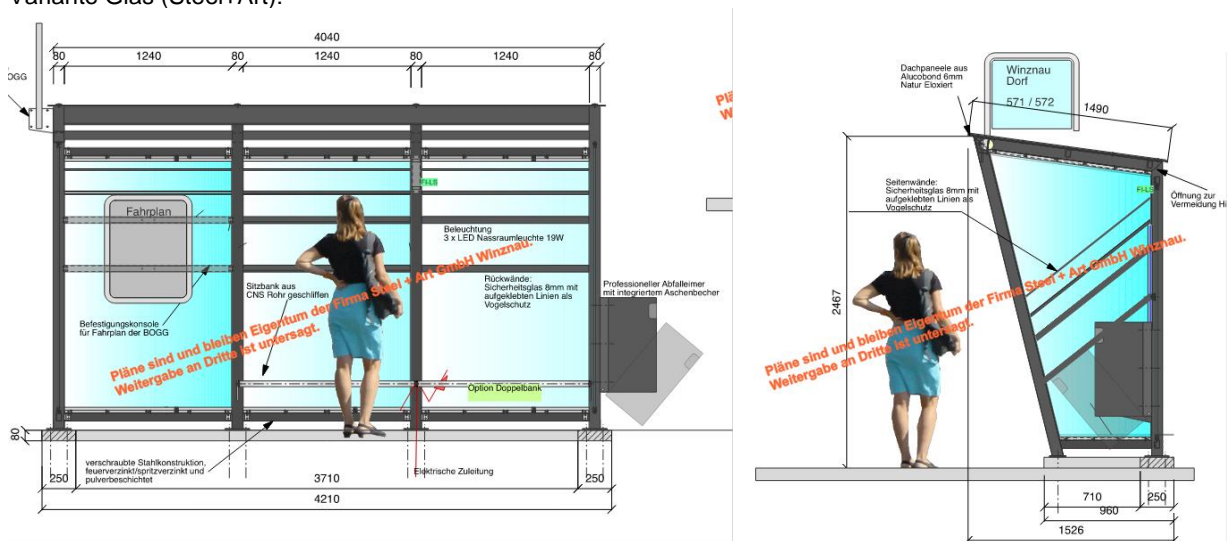 Variante Glas (Steel+Art):
4040
80 1240 80 1240 80 1240 80
OGG
FI-LS
Fahrplan
Beleuchtung
3 x LED Nassraumleuchte 19W
Sitzbank aus
CNS Rohr geschliffen
Rückwände:
Sicherheitsglas 8mm mit
aufgeklebten Linien als
Vogelschutz
Professioneller Abfalleimer
mit integriertem Aschenbecher
Befestigungskonsole
für Fahrplan der BOGG
Pläne sind und bleiben Eigentum der Firma Steel + Art GmbH Winznau.
Weitergabe an Dritte ist untersagt.
Option Doppelbank
80
verschraubte Stahlkonstruktion,
feuerverzinkt/spritzverzinkt und
pulverbeschichtet
Elektrische Zuleitung
250 3710 250
4210
Dachpaneele aus
Alucobond 6mm
Natur Eloxiert
Winznau
Dorf
571 / 572
1490
Seitenwände:
Sicherheitsglas 8mm mit
aufgeklebten Linien als
Vogelschutz
FI-LS
Öffnung zur
Vermeidung Hi
2467
Pläne sind und bleiben Eigentum der Firma Steel + Art GmbH Winznau.
Weitergabe an Dritte ist untersagt.
710 250
960
1526